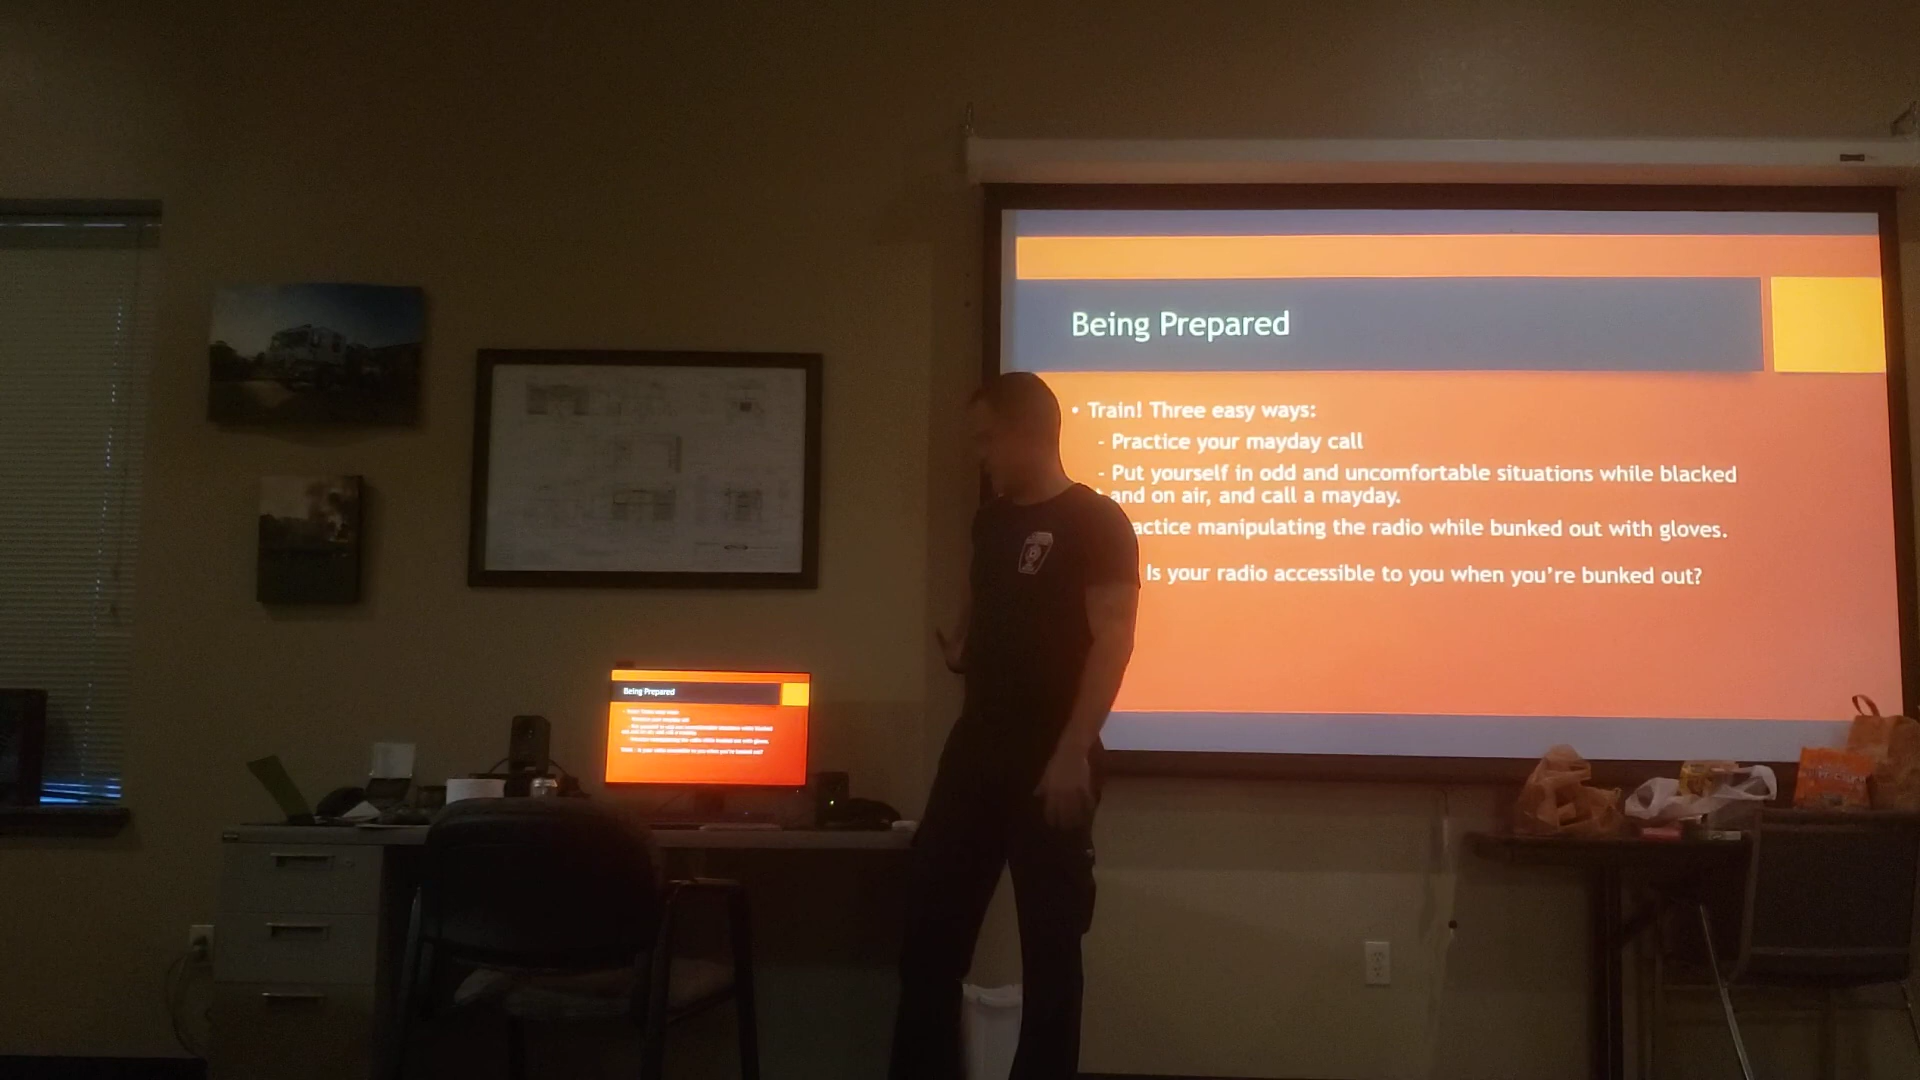 Being Prepared
• Train! Three easy ways:
- Practice your mayday call
- Put yourself in odd and uncomfortable situations while blacked
and on air, and call a mayday.
manipulating the radio while bunked out with gloves.
Is your radio accessible to you when you're bunked out?
Being Prepared